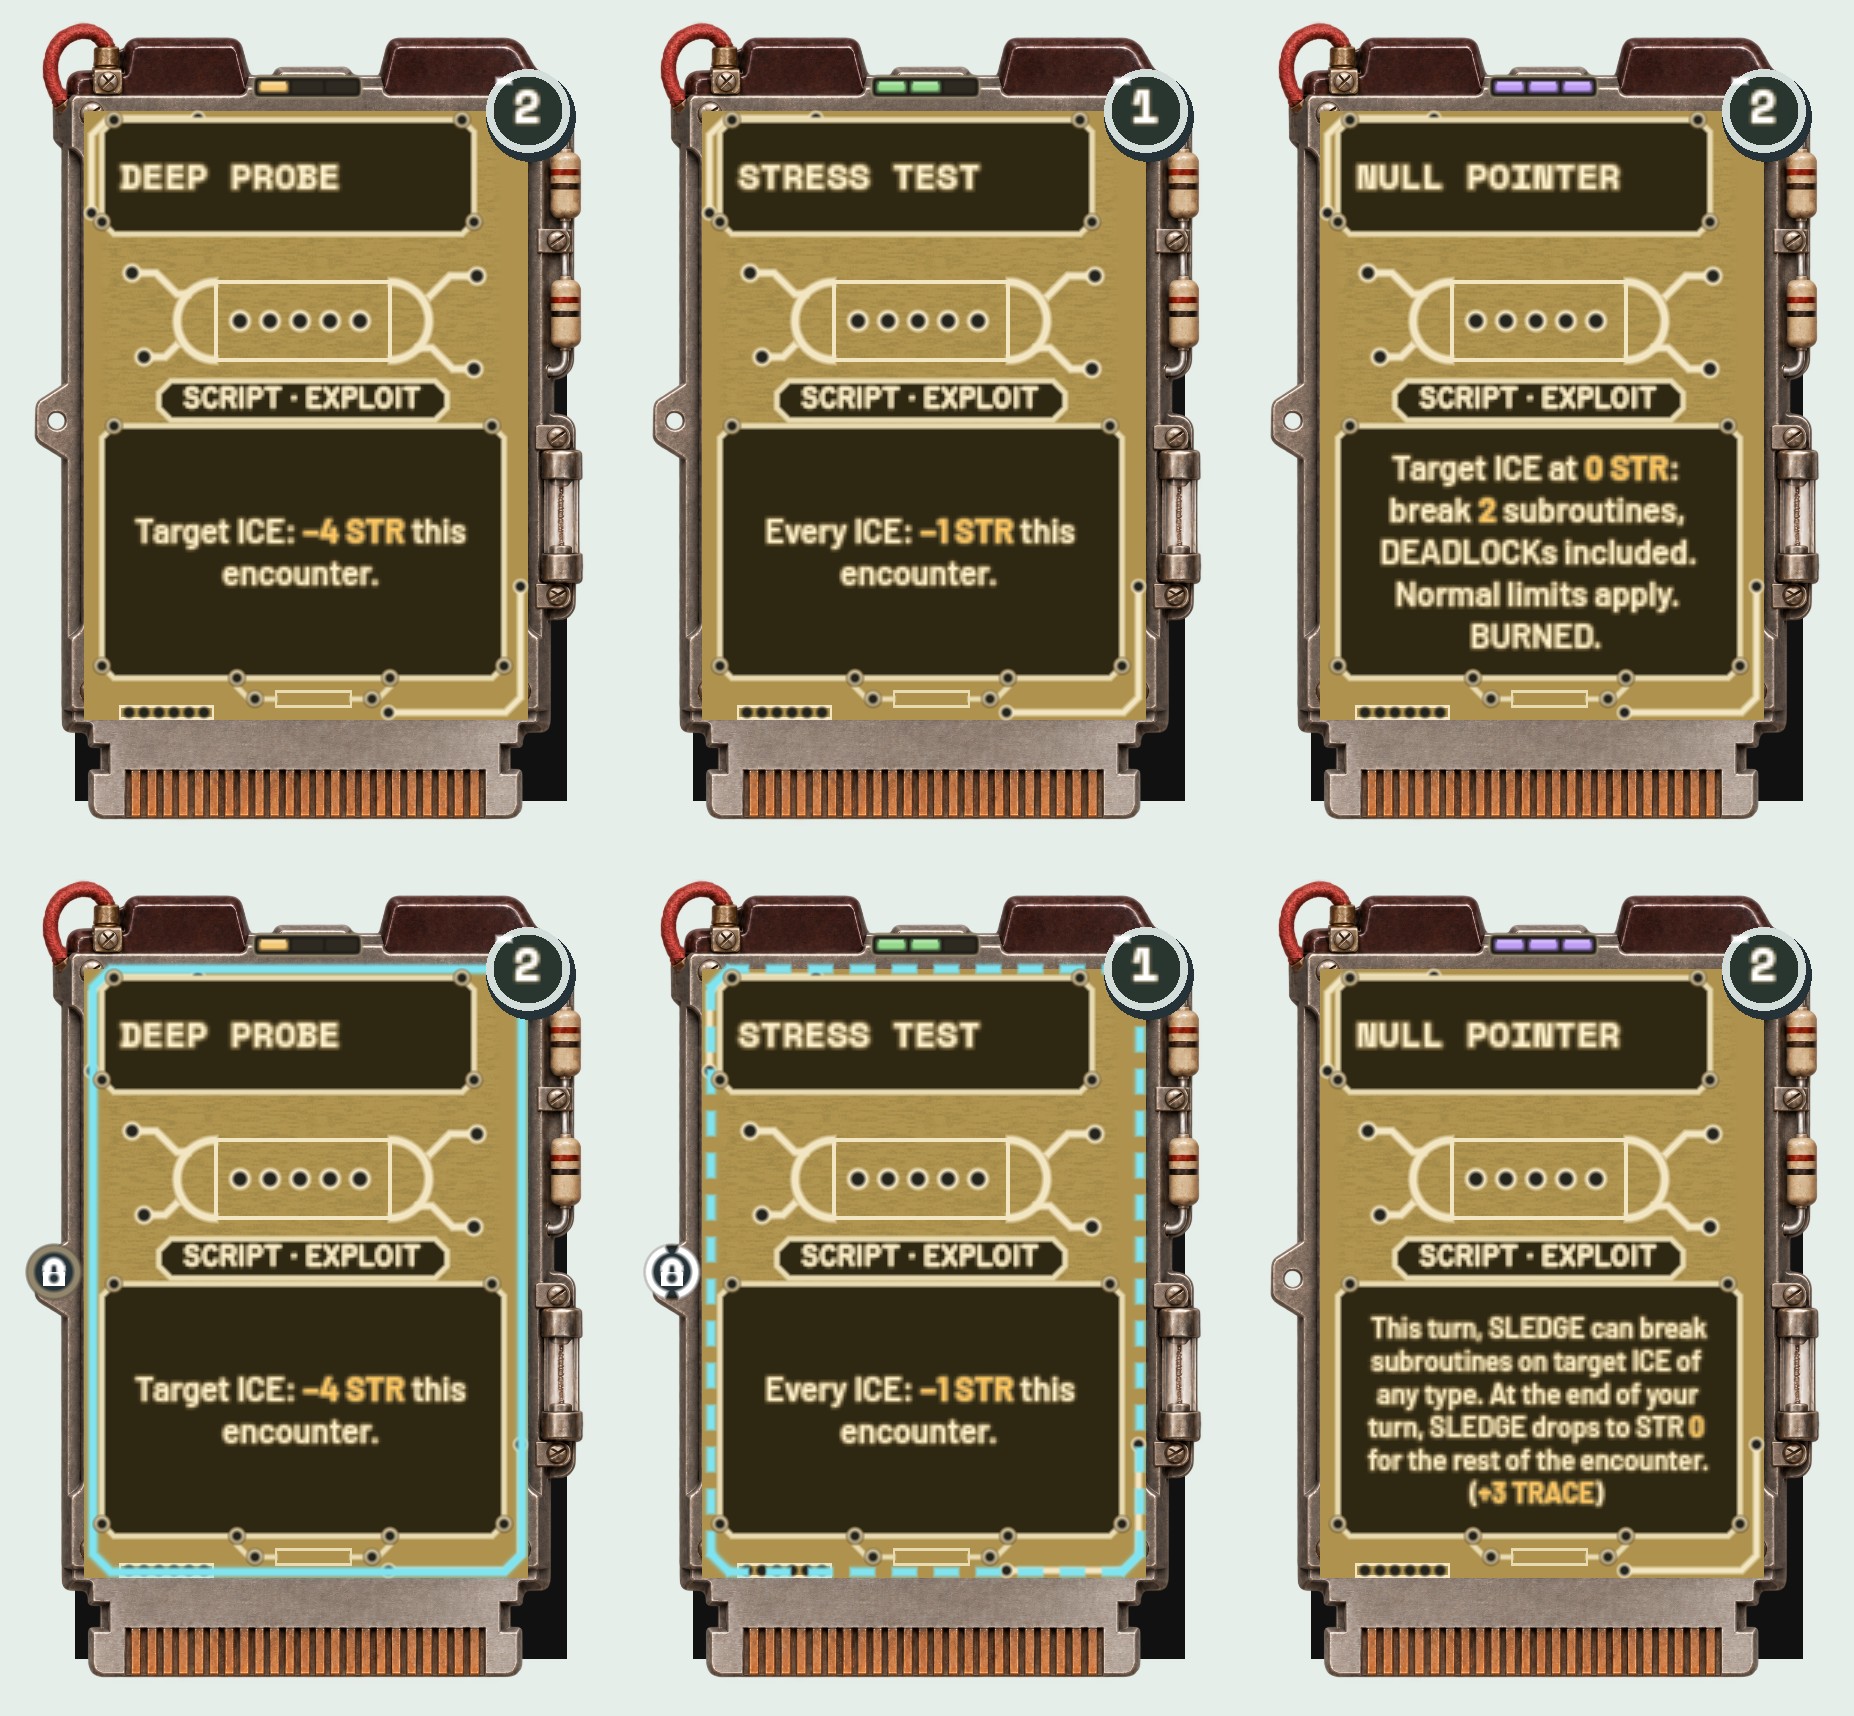 2
DEEP PROBE
SCRIPT · EXPLOIT
Target ICE: −4 STR this
encounter.
1
STRESS TEST
SCRIPT · EXPLOIT
Every ICE: −1 STR this
encounter.
2
NULL POINTER
SCRIPT · EXPLOIT
Target ICE at 0 STR:
break 2 subroutines,
DEADLOCKs included.
Normal limits apply.
BURNED.
2
DEEP PROBE
SCRIPT · EXPLOIT
Target ICE: −4 STR this
encounter.
1
STRESS TEST
SCRIPT · EXPLOIT
Every ICE: −1 STR this
encounter.
2
NULL POINTER
SCRIPT · EXPLOIT
This turn, SLEDGE can break
subroutines on target ICE of
any type. At the end of your
turn, SLEDGE drops to STR 0
for the rest of the encounter.
(+3 TRACE)